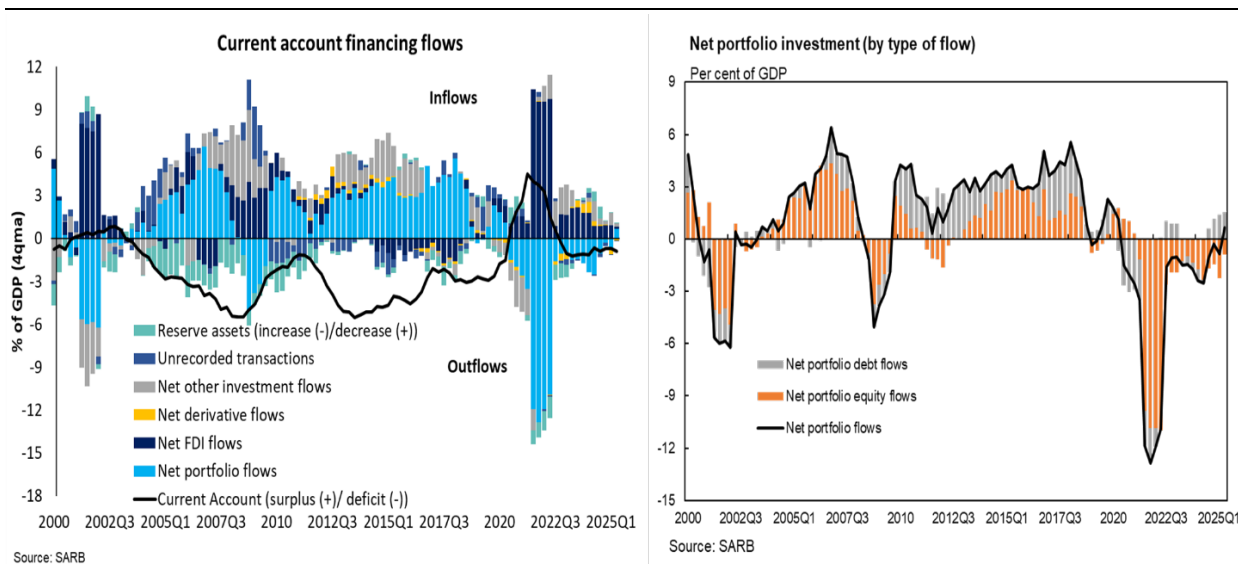 Current account financing flows
% of GDP (4qma)
12
9
6
3
0
-3
-6
-9
-12
-15
-18
Inflows
Outflows
Reserve assets (increase (-)/decrease (+))
Unrecorded transactions
Net other investment flows
Net derivative flows
Net FDI flows
Net portfolio flows
Current Account (surplus (+)/ deficit (-))
2000 2002Q3 2005Q1 2007Q3 2010 2012Q3 2015Q1 2017Q3 2020 2022Q3 2025Q1
Source: SARB
Net portfolio investment (by type of flow)
Per cent of GDP
9
6
3
0
-3
-6
-9
-12
-15
Net portfolio debt flows
Net portfolio equity flows
Net portfolio flows
2000 2002Q3 2005Q1 2007Q3 2010 2012Q3 2015Q1 2017Q3 2020 2022Q3 2025Q1
Source: SARB